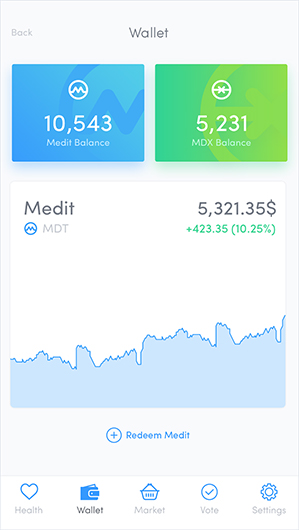 Back
Wallet
10,543
Medit Balance
5,231
MDX Balance
Medit
5,321.35$
MDT
+423.35 (10.25%)
Redeem Medit
Health
Wallet
Market
Vote
Settings